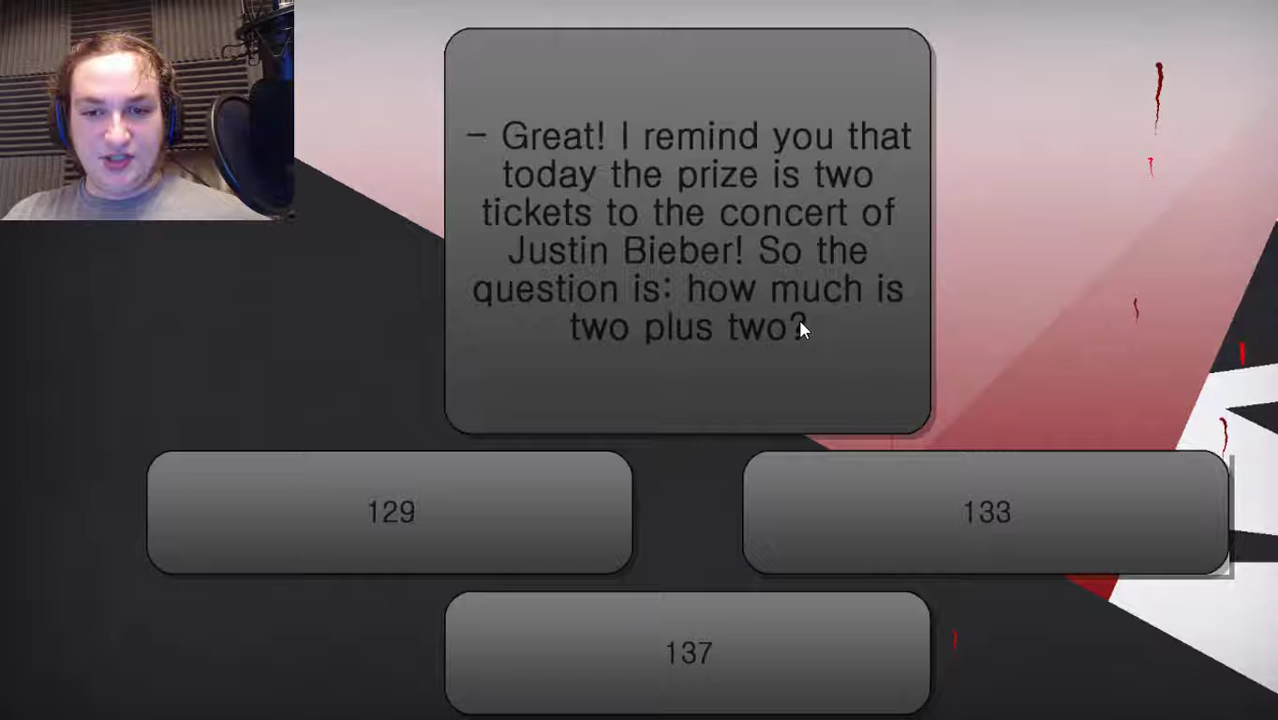 – Great! I remind you that
today the prize is two
tickets to the concert of
Justin Bieber! So the
question is: how much is
two plus two?
129
133
137